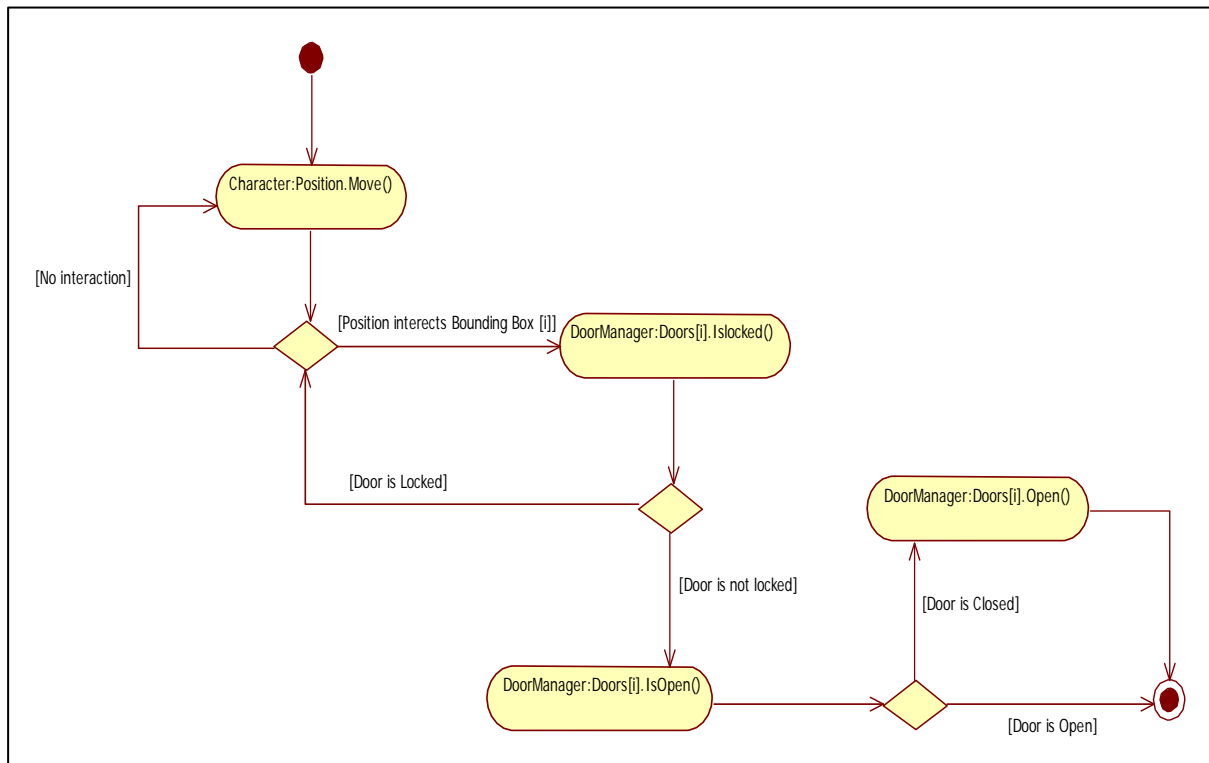 Character:Position.Move()
[No interaction]
[Position interects Bounding Box [i]]
DoorManager:Doors[i].Islocked()
[Door is Locked]
DoorManager:Doors[i].Open()
[Door is not locked]
[Door is Closed]
DoorManager:Doors[i].IsOpen()
[Door is Open]